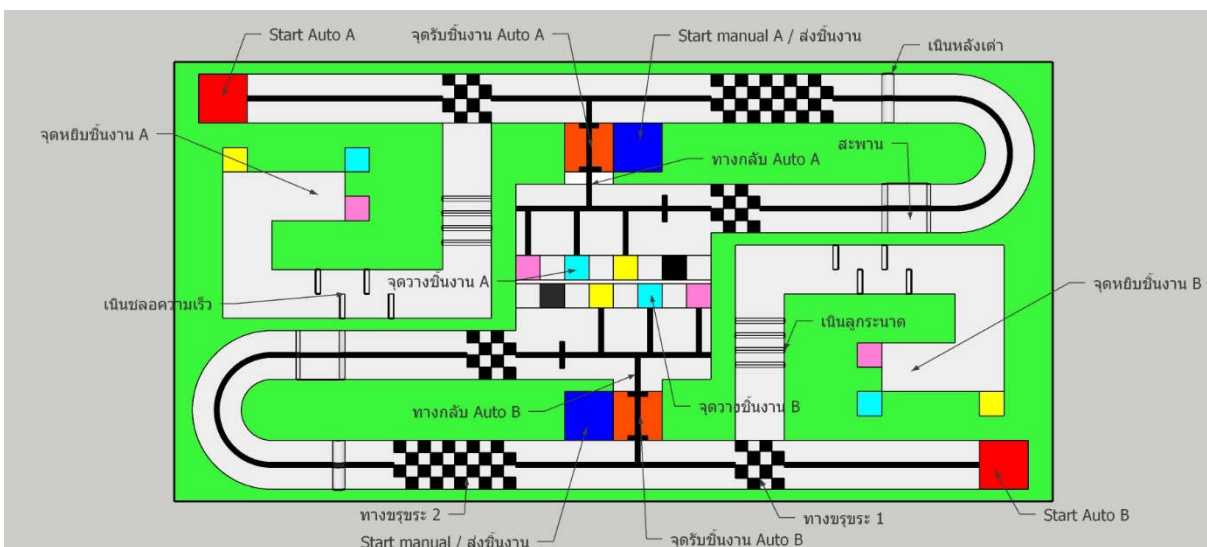 Start Auto A
จุดรับชิ้นงาน Auto A
Start manual A / ส่งชิ้นงาน
เนินหลังเต่า
จุดหยิบชิ้นงาน A
สะพาน
ทางกลับ Auto A
จุดวางชิ้นงาน A
เนินชลอความเร็ว
จุดหยิบชิ้นงาน B
เนินลูกระนาด
ทางกลับ Auto B
จุดวางชิ้นงาน B
ทางขรุขระ 2
ทางขรุขระ 1
Start Auto B
Start manual / ส่งชิ้นงาน
จุดรับชิ้นงาน Auto B